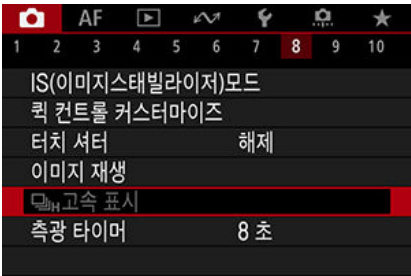 AF
1 2 3 4 5 6 7 8 9 10
IS(이미지스태빌라이저)모드
퀵 컨트롤 커스터마이즈
터치 셔터 해제
이미지 재생
H고속 표시
측광 타이머 8 초